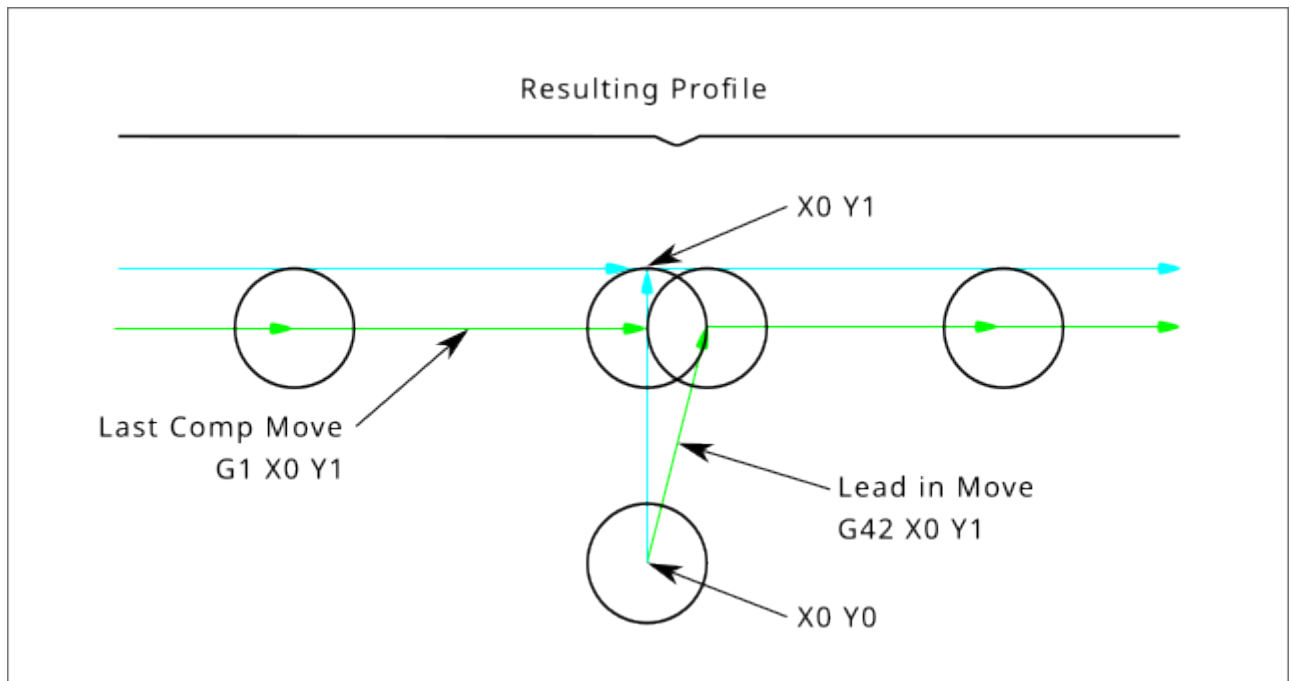 Resulting Profile
X0 Y1
Last Comp Move
G1 X0 Y1
Lead in Move
G42 X0 Y1
X0 Y0